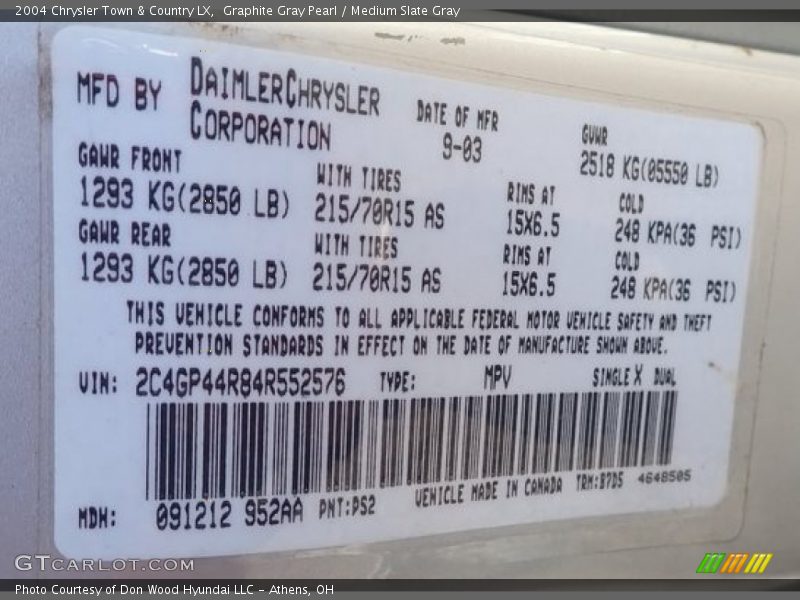 2004 Chrysler Town & Country LX, Graphite Gray Pearl / Medium Slate Gray
MFD BY DAIMLERCHRYSLER CORPORATION
DATE OF MFR 9-03
GVWR 2518 KG(05550 LB)
GAWR FRONT WITH TIRES RIMS AT COLD
1293 KG(2850 LB) 215/70R15 AS 15X6.5 248 KPA(36 PSI)
GAWR REAR WITH TIRES RIMS AT COLD
1293 KG(2850 LB) 215/70R15 AS 15X6.5 248 KPA(36 PSI)
THIS VEHICLE CONFORMS TO ALL APPLICABLE FEDERAL MOTOR VEHICLE SAFETY AND THEFT
PREVENTION STANDARDS IN EFFECT ON THE DATE OF MANUFACTURE SHOWN ABOVE.
VIN: 2C4GP44R84R552576 TYPE: MPV SINGLE X DUAL
MDH: 091212 952AA PNT:PS2 VEHICLE MADE IN CANADA TRM:B7D5 4648505
GTCARLOT.COM
Photo Courtesy of Don Wood Hyundai LLC - Athens, OH